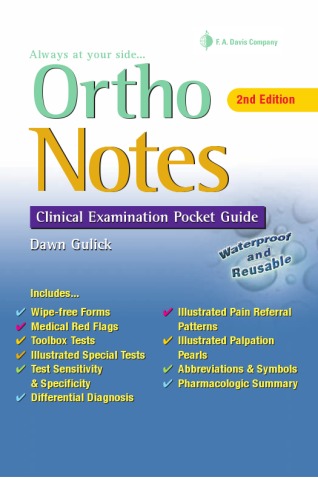 Always at your side...
F. A. Davis Company
Ortho
2nd Edition
Notes
Clinical Examination Pocket Guide
Dawn Gulick
Waterproof
and
Reusable
Includes...
Wipe-free Forms
Medical Red Flags
Toolbox Tests
Illustrated Special Tests
Test Sensitivity
& Specificity
Differential Diagnosis
Illustrated Pain Referral
Patterns
Illustrated Palpation
Pearls
Abbreviations & Symbols
Pharmacologic Summary